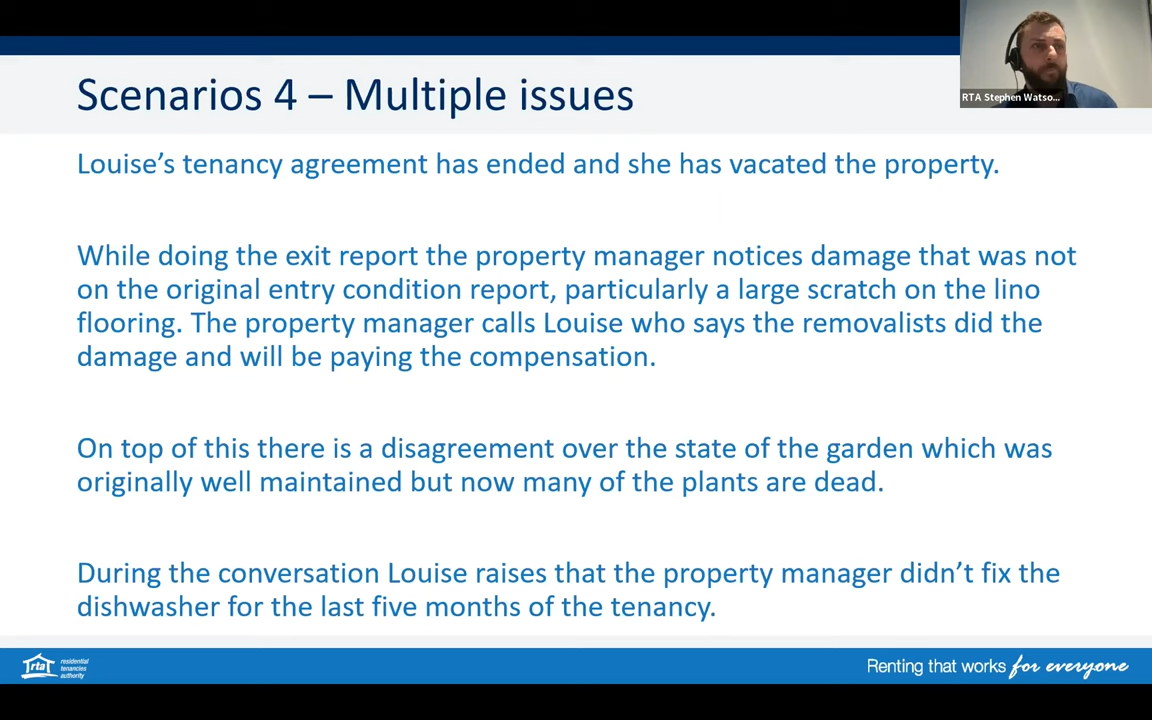 Scenarios 4 – Multiple issues
RTA Stephen Watso...
Louise's tenancy agreement has ended and she has vacated the property.
While doing the exit report the property manager notices damage that was not
on the original entry condition report, particularly a large scratch on the lino
flooring. The property manager calls Louise who says the removalists did the
damage and will be paying the compensation.
On top of this there is a disagreement over the state of the garden which was
originally well maintained but now many of the plants are dead.
During the conversation Louise raises that the property manager didn't fix the
dishwasher for the last five months of the tenancy.
rta
residential
tenancies
authority
Renting that works for everyone